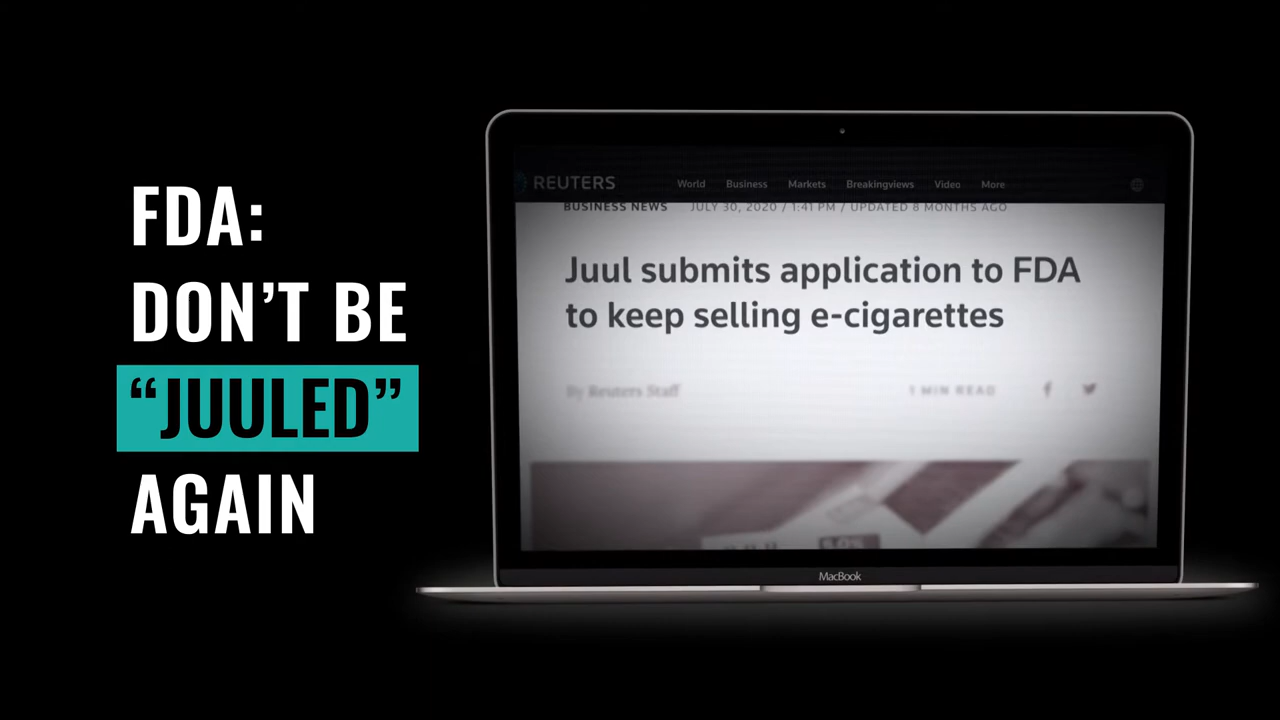 FDA:
DON'T BE
“JUULED”
AGAIN
REUTERS World Business Markets Breakingviews Video More
BUSINESS NEWS JULY 30, 2020 / 1:41 PM / UPDATED 8 MONTHS AGO
Juul submits application to FDA
to keep selling e-cigarettes
By Reuters Staff 1 MIN READ
MacBook